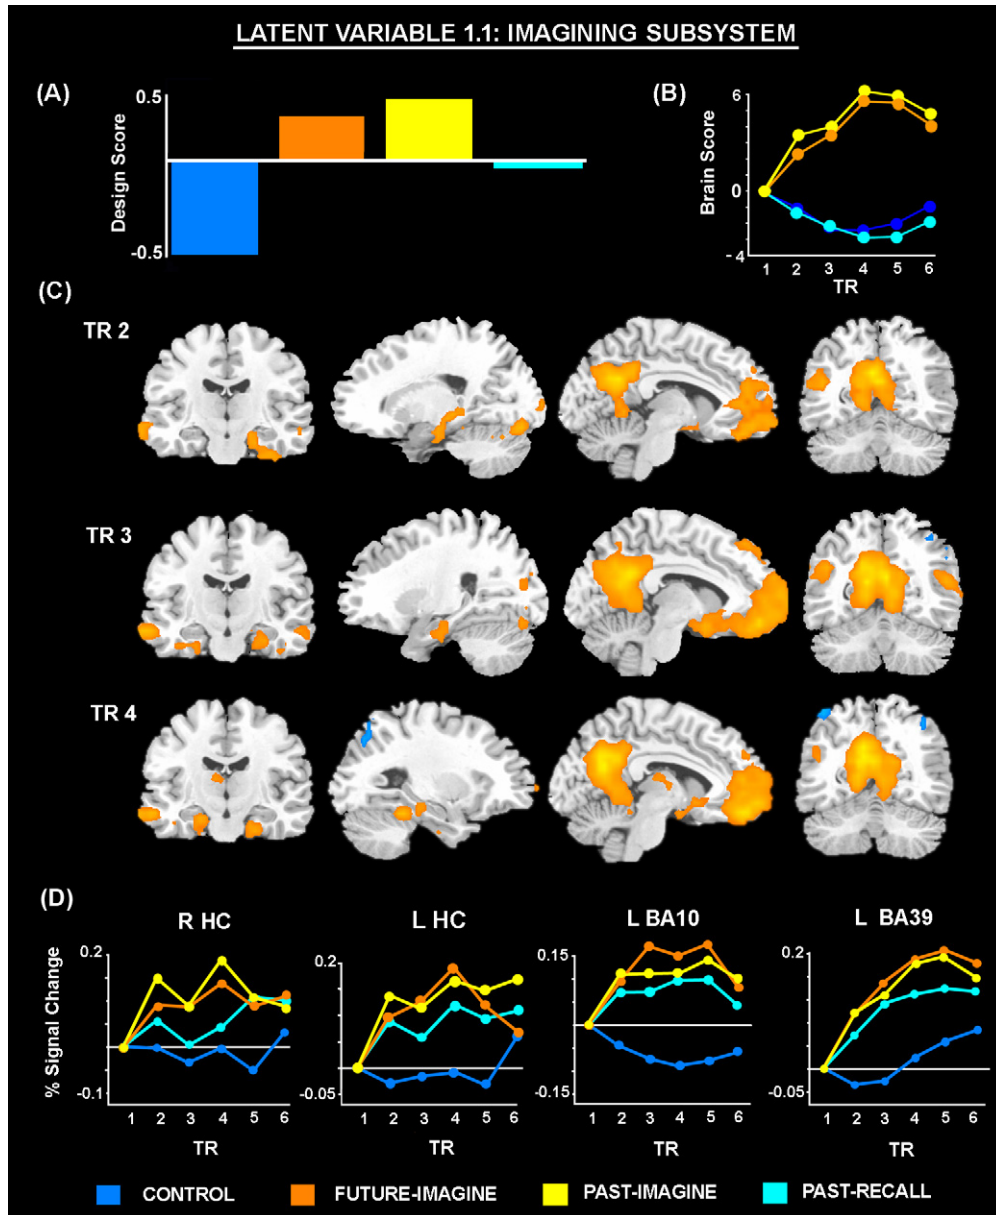 LATENT VARIABLE 1.1: IMAGINING SUBSYSTEM
(A)
0.5
Design Score
-0.5
(B)
6
Brain Score
0
-4
1 2 3 4 5 6
TR
(C)
TR 2
TR 3
TR 4
(D)
R HC
L HC
L BA10
L BA39
% Signal Change
0.2
-0.1
1 2 3 4 5 6
TR
0.2
-0.05
1 2 3 4 5 6
TR
0.15
-0.15
1 2 3 4 5 6
TR
0.2
-0.05
1 2 3 4 5 6
TR
CONTROL
FUTURE-IMAGINE
PAST-IMAGINE
PAST-RECALL